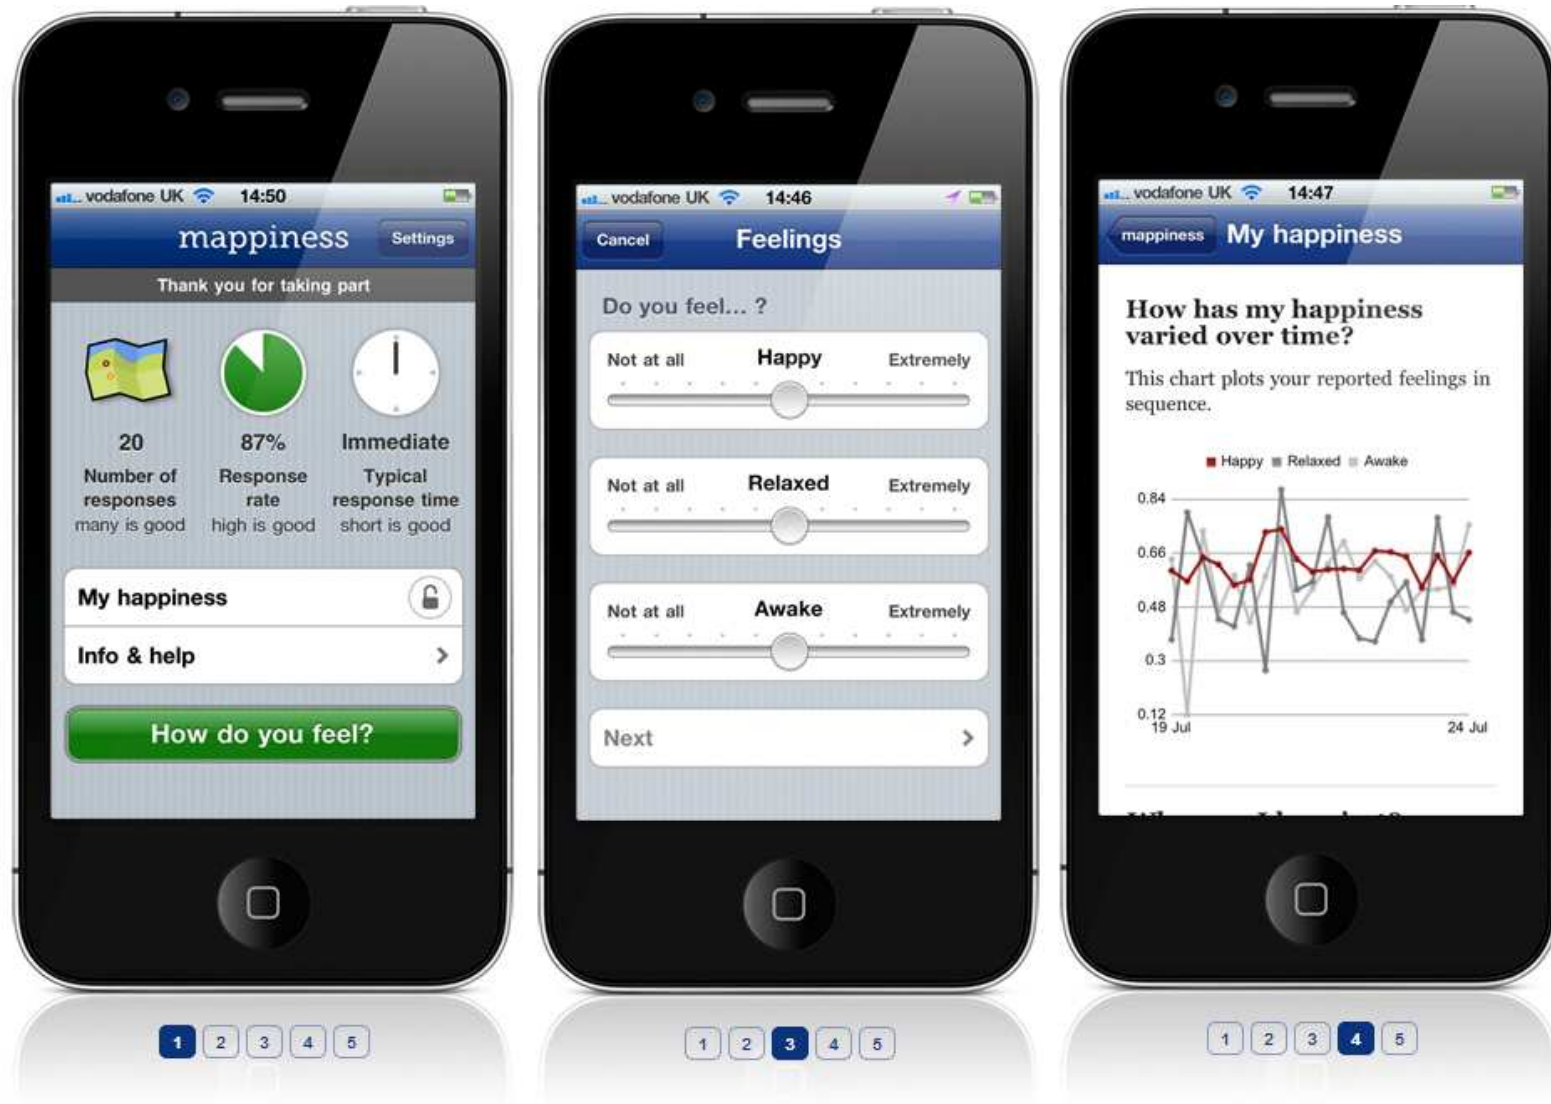 vodafone UK 14:50
mappiness Settings
Thank you for taking part
20 87% Immediate
Number of Response Typical
responses rate response time
many is good high is good short is good
My happiness
Info & help
How do you feel?
1 2 3 4 5
vodafone UK 14:46
Cancel Feelings
Do you feel... ?
Not at all Happy Extremely
Not at all Relaxed Extremely
Not at all Awake Extremely
Next
1 2 3 4 5
vodafone UK 14:47
mappiness My happiness
How has my happiness
varied over time?
This chart plots your reported feelings in
sequence.
Happy Relaxed Awake
0.84
0.66
0.48
0.3
0.12
19 Jul 24 Jul
1 2 3 4 5